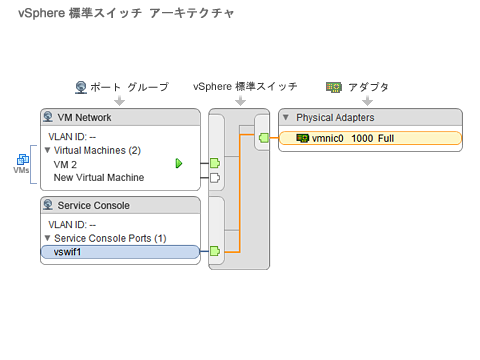 vSphere 標準スイッチ アーキテクチャ
ポート グループ
vSphere 標準スイッチ
アダプタ
VM Network
VLAN ID: --
Virtual Machines (2)
VM 2
New Virtual Machine
VMs
Service Console
VLAN ID: --
Service Console Ports (1)
vswif1
Physical Adapters
vmnic0 1000 Full